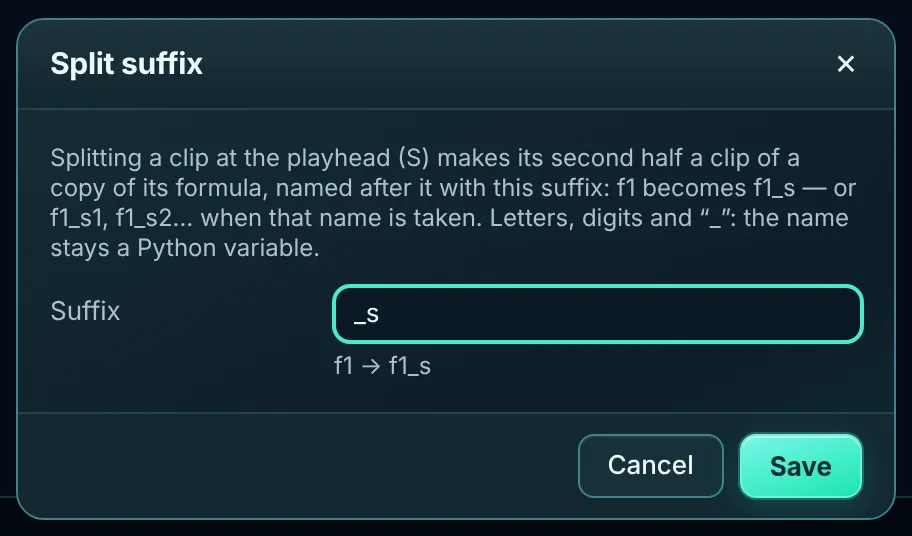 Split suffix
×
Splitting a clip at the playhead (S) makes its second half a clip of a
copy of its formula, named after it with this suffix: f1 becomes f1_s — or
f1_s1, f1_s2… when that name is taken. Letters, digits and “_”: the name
stays a Python variable.
Suffix
_s
f1 → f1_s
Cancel
Save